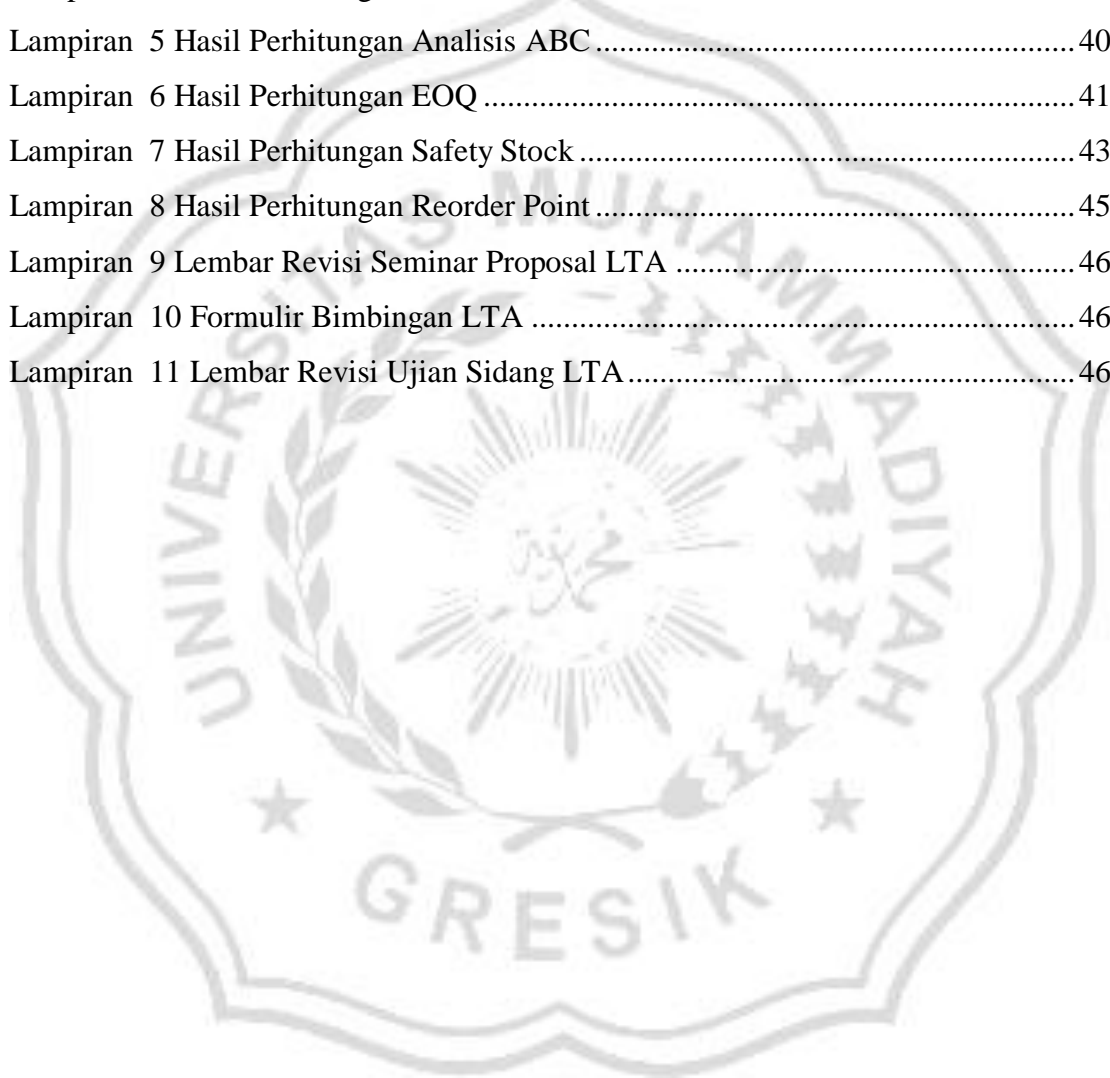 Lampiran  5 Hasil Perhitungan Analisis ABC ........................................................... 40
Lampiran  6 Hasil Perhitungan EOQ ......................................................................... 41
Lampiran  7 Hasil Perhitungan Safety Stock ............................................................. 43
Lampiran  8 Hasil Perhitungan Reorder Point ........................................................... 45
Lampiran  9 Lembar Revisi Seminar Proposal LTA ................................................. 46
Lampiran  10 Formulir Bimbingan LTA ................................................................... 46
Lampiran  11 Lembar Revisi Ujian Sidang LTA ....................................................... 46
UNIVERSITAS MUHAMMADIYAH
GRESIK